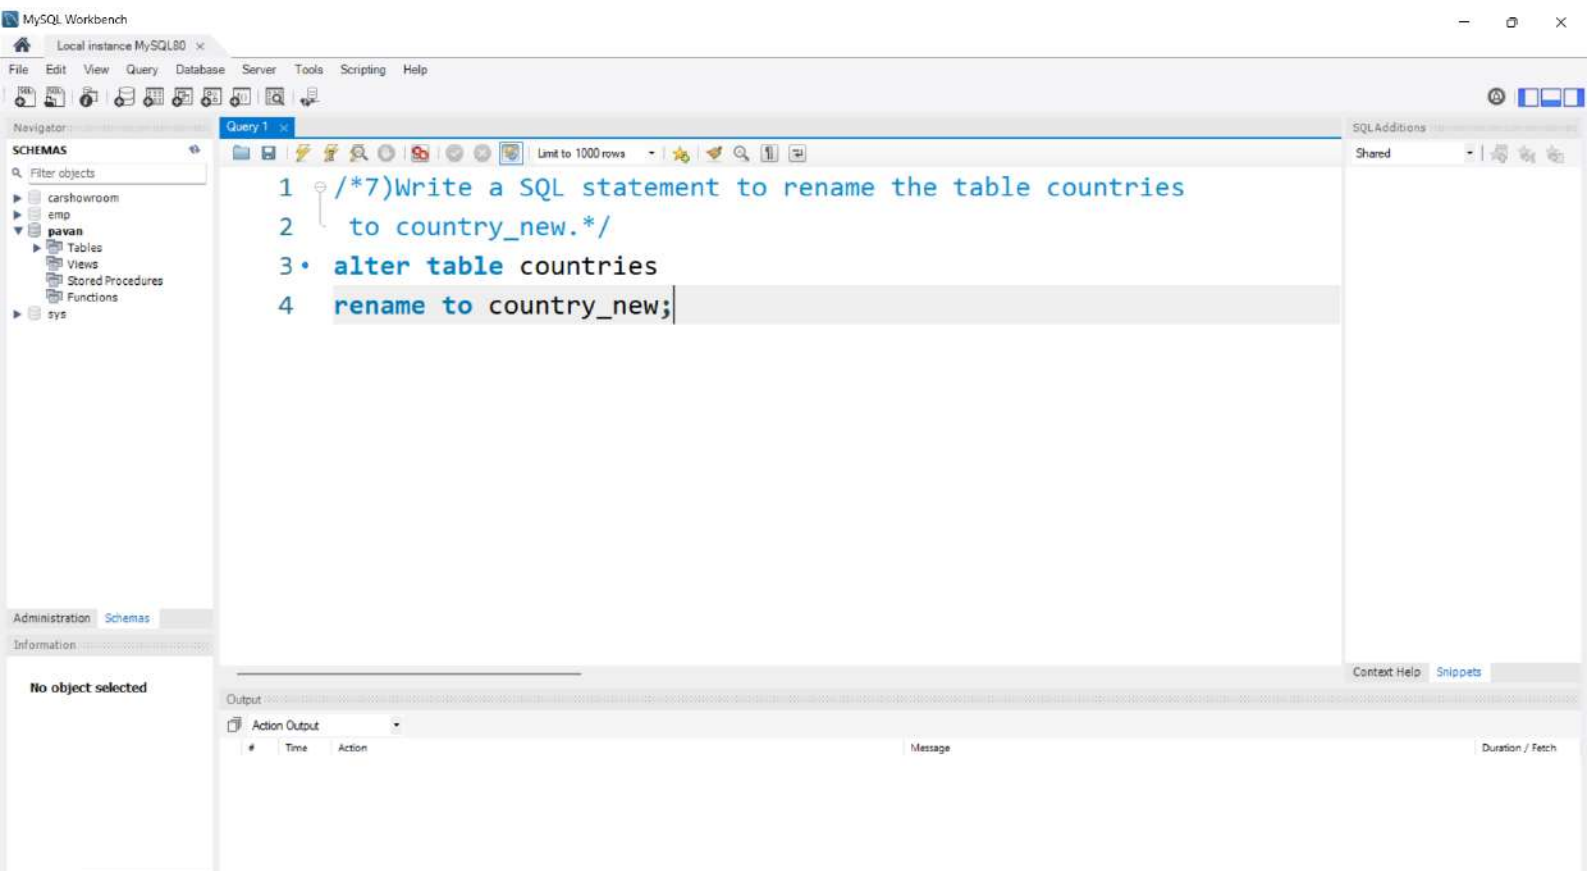 MySQL Workbench
Local instance MySQL80
File Edit View Query Database Server Tools Scripting Help
Navigator
SCHEMAS
Filter objects
carshowroom
emp
pavan
Tables
Views
Stored Procedures
Functions
sys
Administration Schemas
Information
No object selected
Query 1
Limit to 1000 rows
1 /*7)Write a SQL statement to rename the table countries
2 to country_new.*/
3 alter table countries
4 rename to country_new;
Output
Action Output
# Time Action Message Duration / Fetch
SQLAdditions
Shared
Context Help Snippets